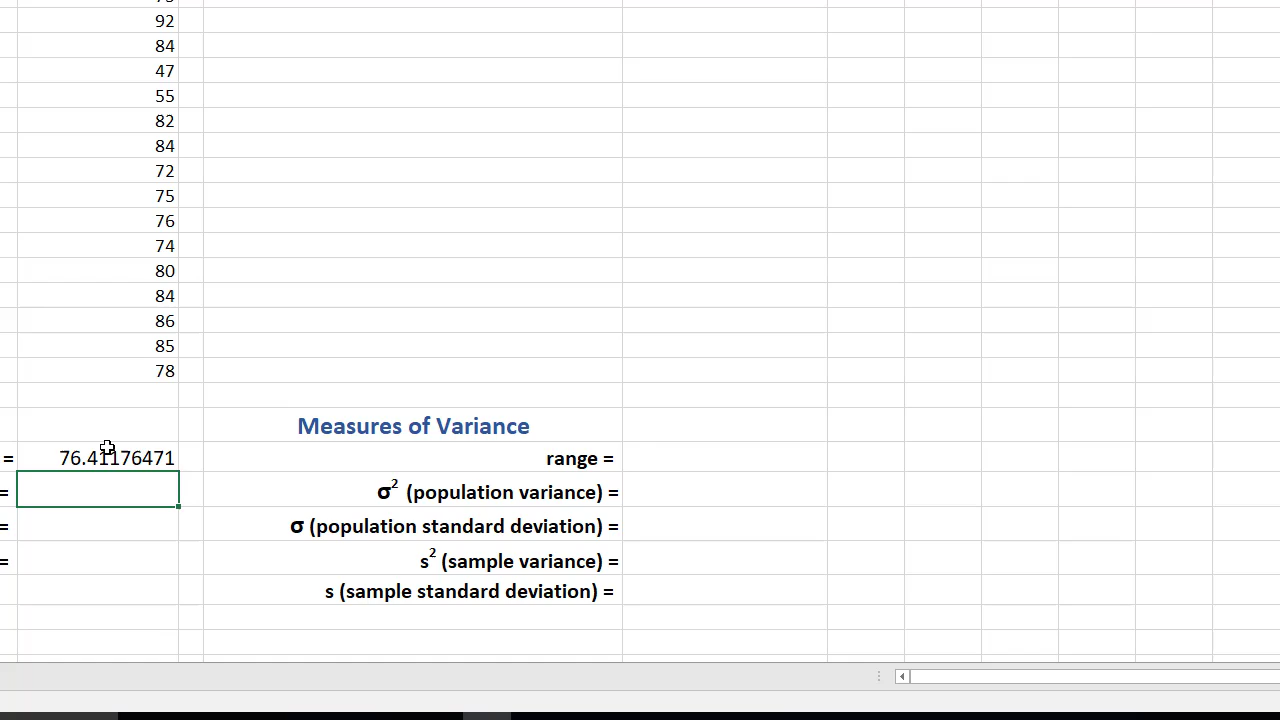 92
84
47
55
82
84
72
75
76
74
80
84
86
85
78
Measures of Variance
= 76.41176471 range =
= σ² (population variance) =
= σ (population standard deviation) =
= s² (sample variance) =
s (sample standard deviation) =